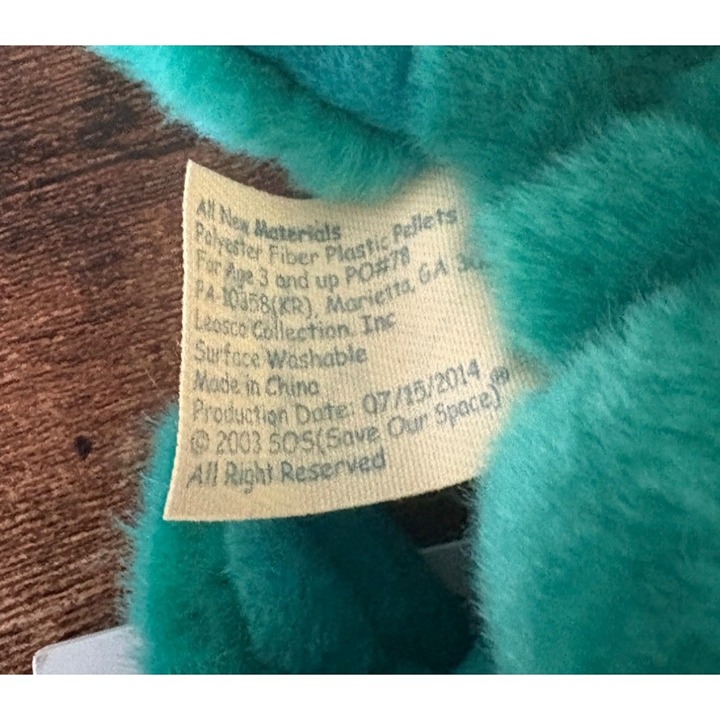 All New Materials
Polyester Fiber Plastic Pellets
For Age 3 and up PO#78
PA-10358(KR), Marietta, GA
Leosco Collection, Inc
Surface Washable
Made in China
Production Date: 07/15/2014
© 2003 SOS(Save Our Space)®
All Right Reserved